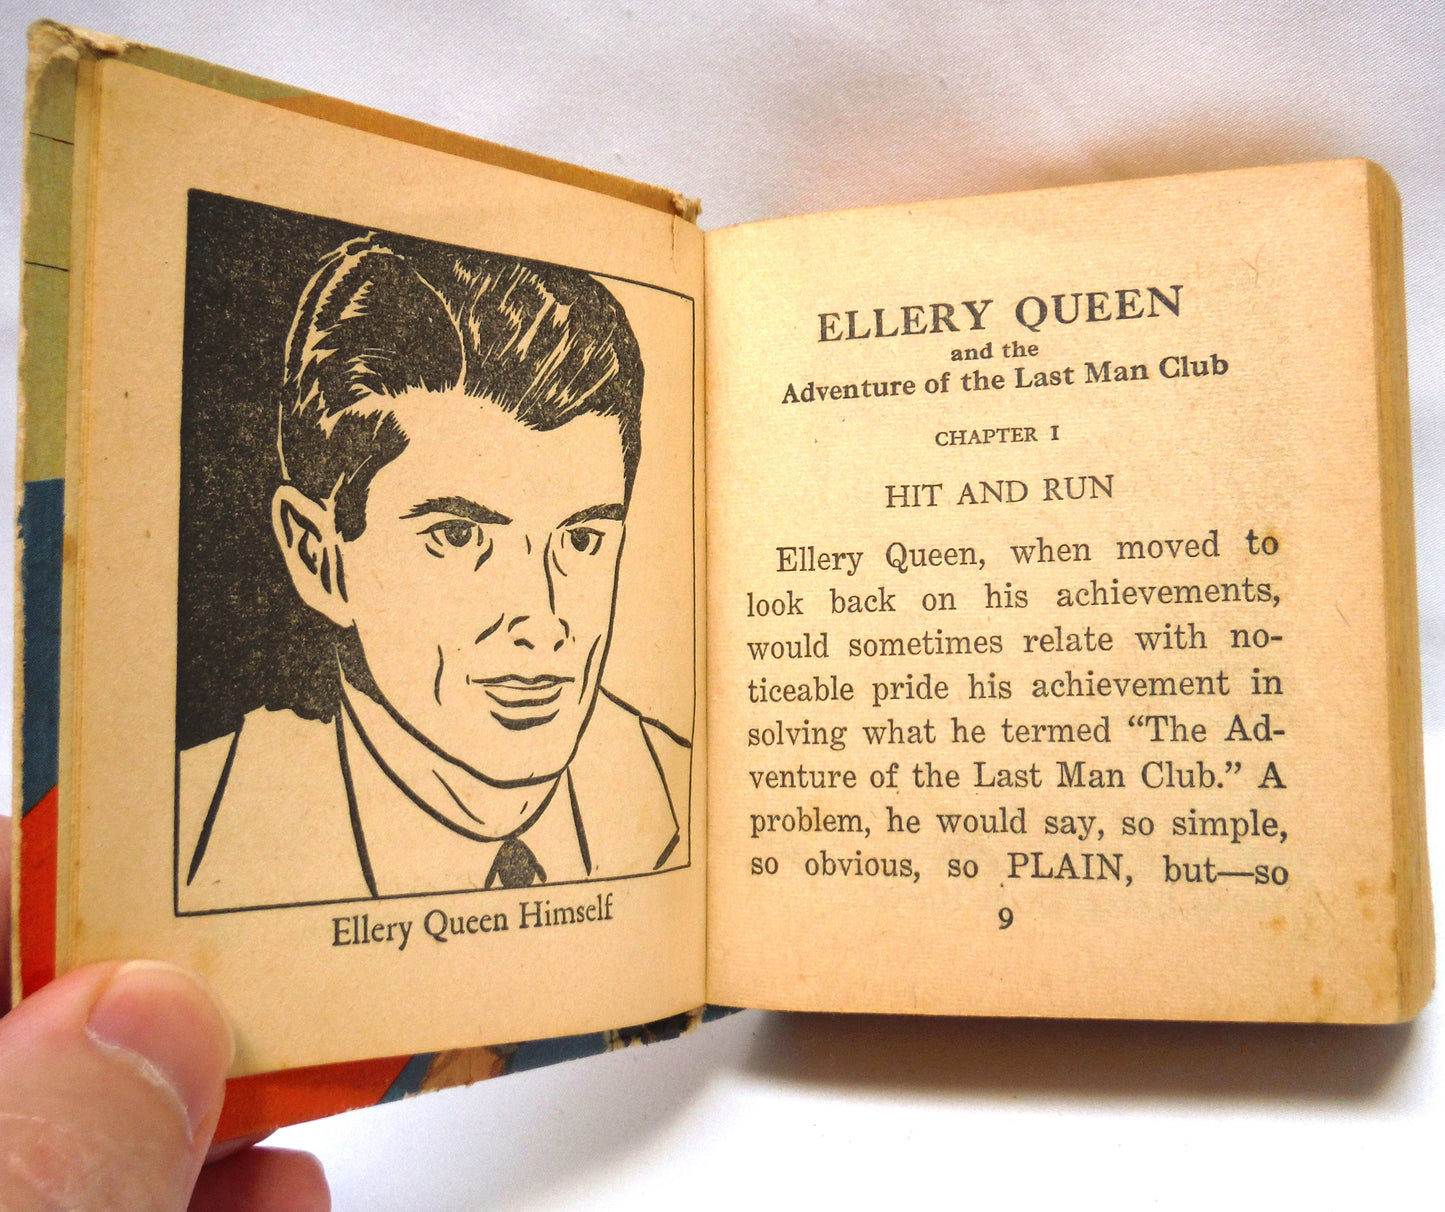 Ellery Queen Himself
ELLERY QUEEN
and the
Adventure of the Last Man Club
CHAPTER I
HIT AND RUN
Ellery Queen, when moved to
look back on his achievements,
would sometimes relate with no-
ticeable pride his achievement in
solving what he termed “The Ad-
venture of the Last Man Club.” A
problem, he would say, so simple,
so obvious, so PLAIN, but—so
9